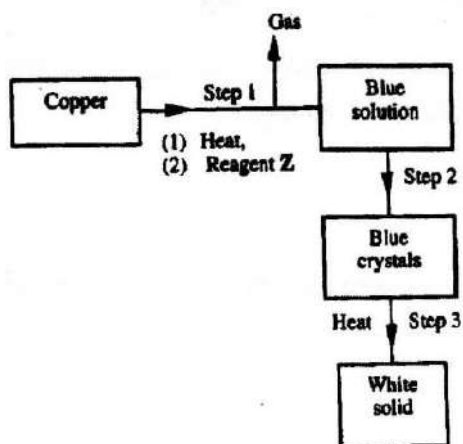 Gas
Copper
Step 1
(1) Heat,
(2) Reagent Z
Blue
solution
Step 2
Blue
crystals
Heat
Step 3
White
solid